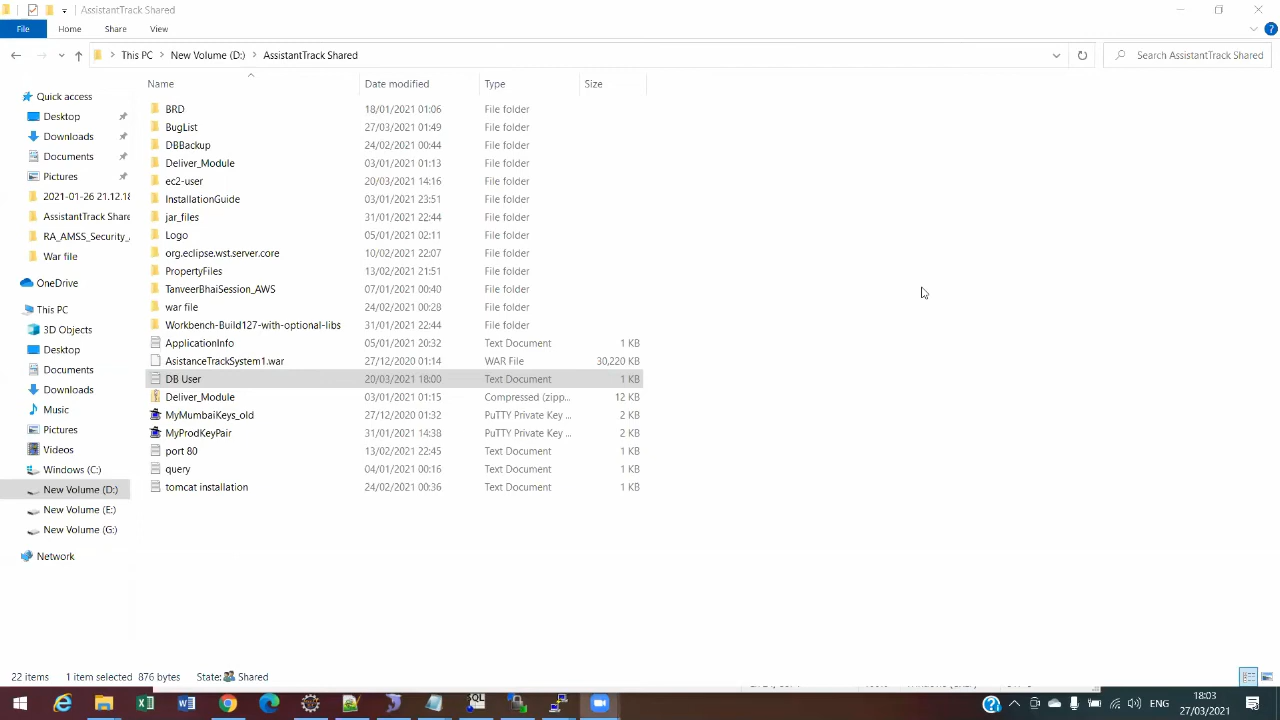 AssistantTrack Shared
File Home Share View
This PC New Volume (D:) AssistantTrack Shared Search AssistantTrack Shared
Name Date modified Type Size
Quick access
Desktop
Downloads
Documents
Pictures
2021-01-26 21.12.18
AssistantTrack Share
RA_AMSS_Security_
War file
OneDrive
This PC
3D Objects
Desktop
Documents
Downloads
Music
Pictures
Videos
Windows (C:)
New Volume (D:)
New Volume (E:)
New Volume (G:)
Network
BRD 18/01/2021 01:06 File folder
BugList 27/03/2021 01:49 File folder
DBBackup 24/02/2021 00:44 File folder
Deliver_Module 03/01/2021 01:13 File folder
ec2-user 20/03/2021 14:16 File folder
InstallationGuide 03/01/2021 23:51 File folder
jar_files 31/01/2021 22:44 File folder
Logo 05/01/2021 02:11 File folder
org.eclipse.wst.server.core 10/02/2021 22:07 File folder
PropertyFiles 13/02/2021 21:51 File folder
TanveerBhaiSession_AWS 07/01/2021 00:40 File folder
war file 24/02/2021 00:28 File folder
Workbench-Build127-with-optional-libs 31/01/2021 22:44 File folder
ApplicationInfo 05/01/2021 20:32 Text Document 1 KB
AsistanceTrackSystem1.war 27/12/2020 01:14 WAR File 30,220 KB
DB User 20/03/2021 18:00 Text Document 1 KB
Deliver_Module 03/01/2021 01:15 Compressed (zipp... 12 KB
MyMumbaiKeys_old 27/12/2020 01:32 PuTTY Private Key ... 2 KB
MyProdKeyPair 31/01/2021 14:38 PuTTY Private Key ... 2 KB
port 80 13/02/2021 22:45 Text Document 1 KB
query 04/01/2021 00:16 Text Document 1 KB
tomcat installation 24/02/2021 00:36 Text Document 1 KB
22 items 1 item selected 876 bytes State: Shared
ENG 18:03
27/03/2021